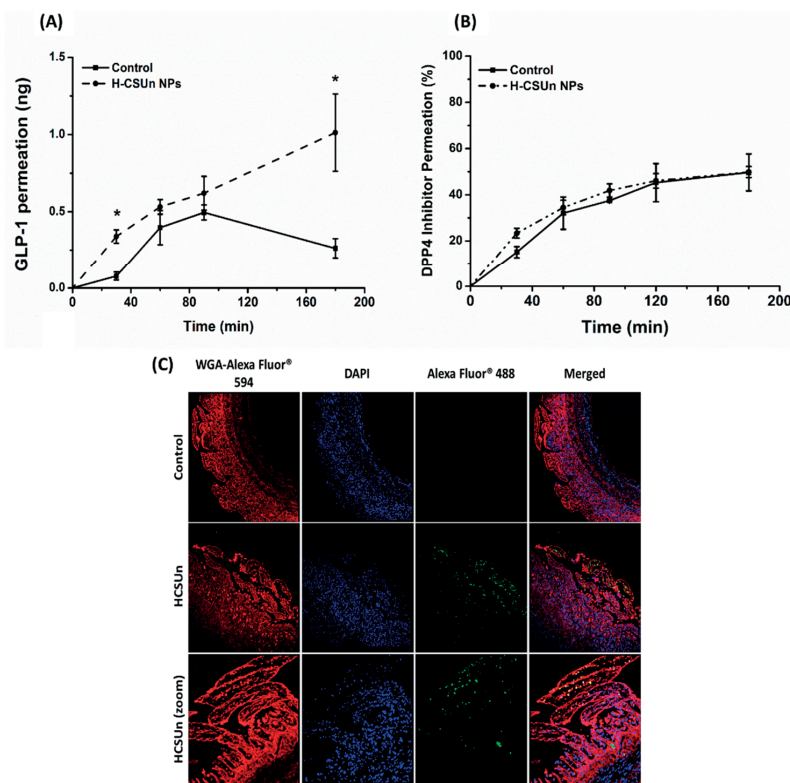 (A)
GLP-1 permeation (ng)
1.5
1.0
0.5
0.0
Control
H-CSUn NPs
*
*
0 40 80 120 160 200
Time (min)
(B)
DPP4 Inhibitor Permeation (%)
100
80
60
40
20
0
Control
H-CSUn NPs
0 40 80 120 160 200
Time (min)
(C)
WGA-Alexa Fluor®
594
DAPI
Alexa Fluor® 488
Merged
Control
HCSUn
HCSUn (zoom)